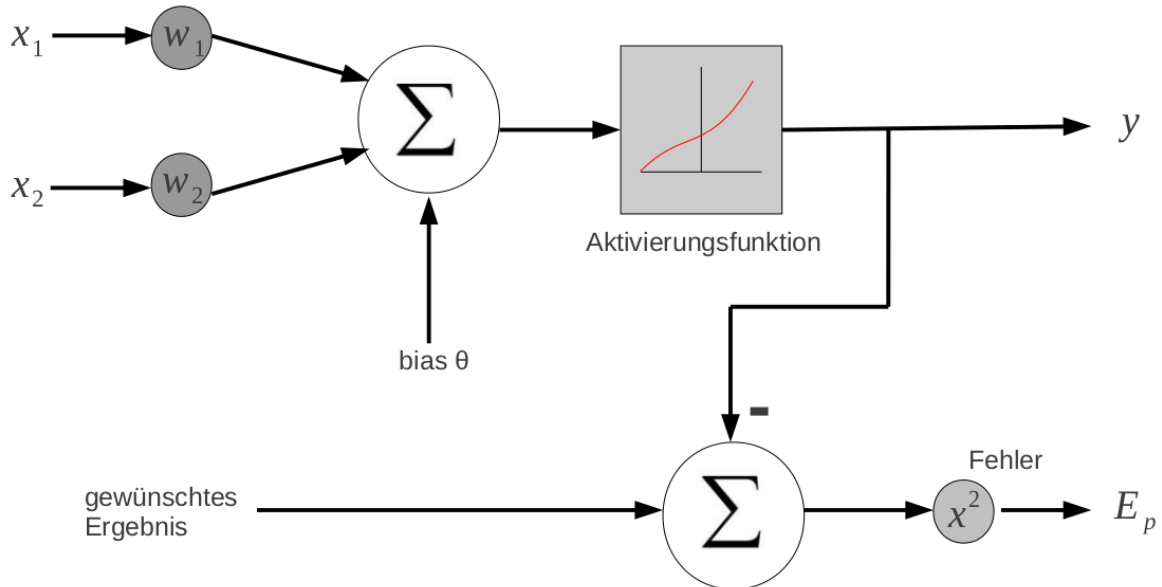 x₁
w₁
Σ
y
x₂
w₂
Aktivierungsfunktion
bias θ
-
Fehler
gewünschtes
Ergebnis
Σ
x²
Eₚ